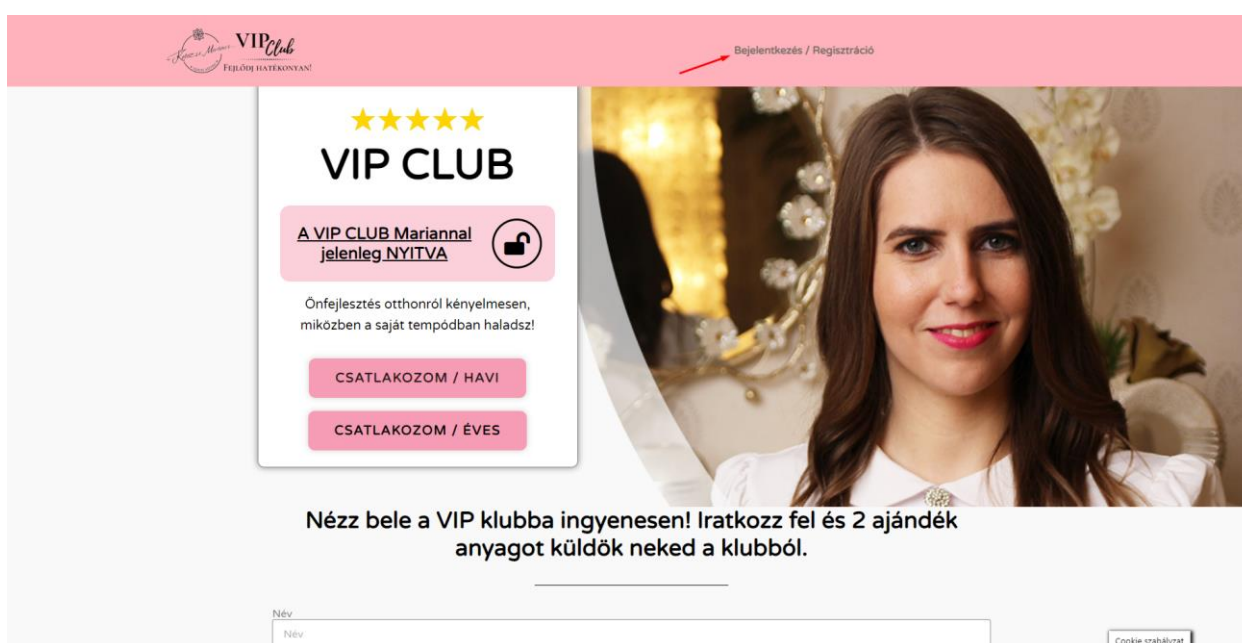 VIP Club
FEJLŐDJ HATÉKONYAN!
Bejelentkezés / Regisztráció
VIP CLUB
A VIP CLUB Mariannal
jelenleg NYITVA
Önfejlesztés otthonról kényelmesen,
miközben a saját tempódban haladsz!
CSATLAKOZOM / HAVI
CSATLAKOZOM / ÉVES
Nézz bele a VIP klubba ingyenesen! Iratkozz fel és 2 ajándék
anyagot küldök neked a klubból.
Név
Név
Cookie szabályzat